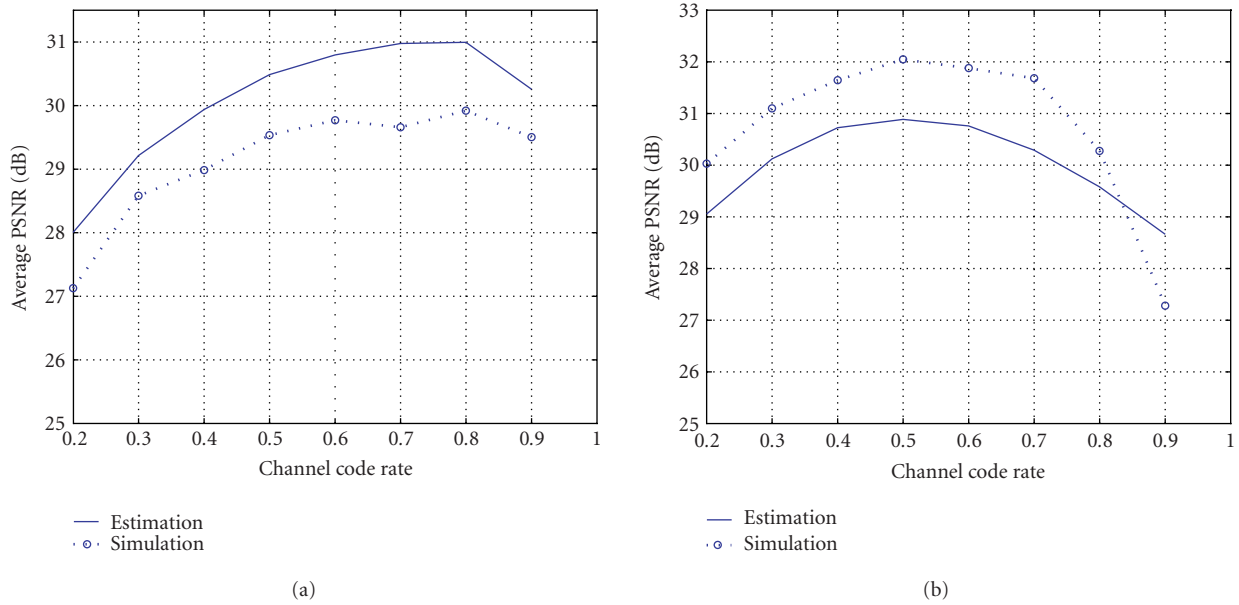 31
30
29
28
27
26
25
Average PSNR (dB)
0.2 0.3 0.4 0.5 0.6 0.7 0.8 0.9 1
Channel code rate
Estimation
Simulation
(a)
33
32
31
30
29
28
27
26
25
Average PSNR (dB)
0.2 0.3 0.4 0.5 0.6 0.7 0.8 0.9 1
Channel code rate
Estimation
Simulation
(b)